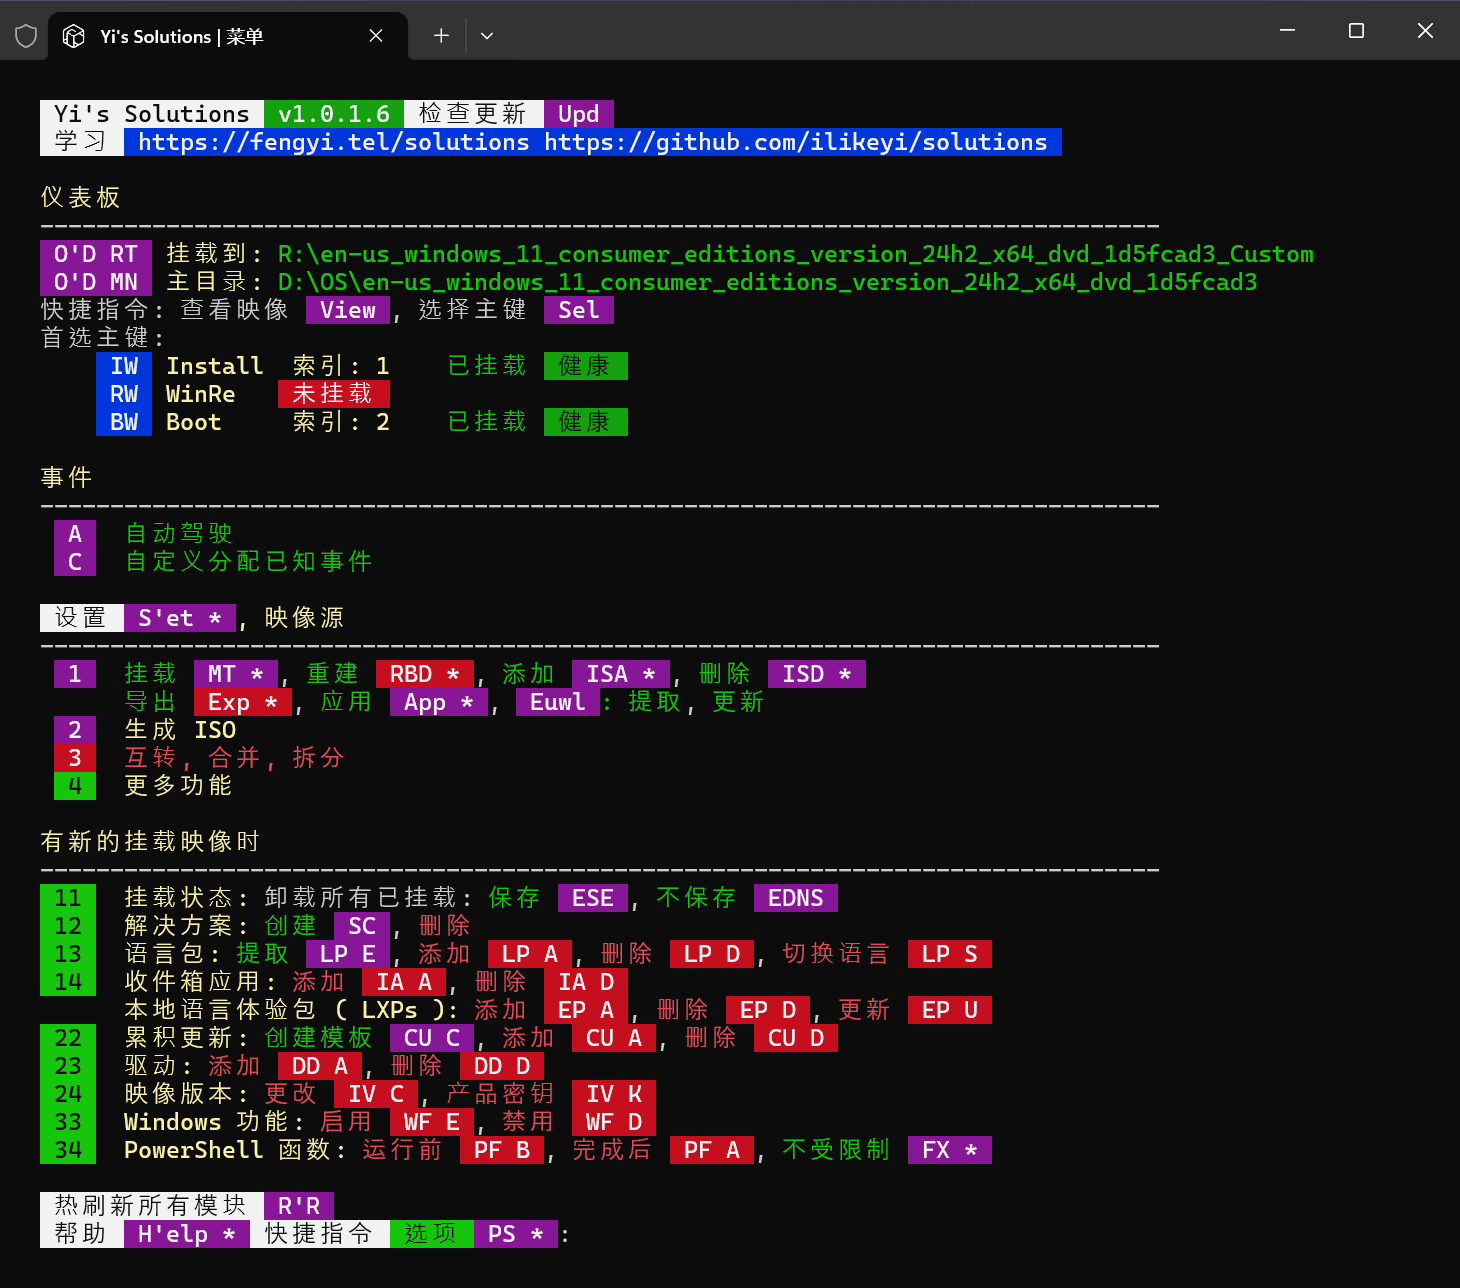 Yi's Solutions | 菜单
Yi's Solutions v1.0.1.6 检查更新 Upd
学习 https://fengyi.tel/solutions https://github.com/ilikeyi/solutions
仪表板
--------------------------------------------------------------------------------
O'D RT 挂载到: R:\en-us_windows_11_consumer_editions_version_24h2_x64_dvd_1d5fcad3_Custom
O'D MN 主目录: D:\OS\en-us_windows_11_consumer_editions_version_24h2_x64_dvd_1d5fcad3
快捷指令: 查看映像 View , 选择主键 Sel
首选主键:
IW Install 索引: 1 已挂载 健康
RW WinRe 未挂载
BW Boot 索引: 2 已挂载 健康
事件
--------------------------------------------------------------------------------
A 自动驾驶
C 自定义分配已知事件
设置 S'et * , 映像源
--------------------------------------------------------------------------------
1 挂载 MT * , 重建 RBD * , 添加 ISA * , 删除 ISD *
导出 Exp * , 应用 App * , Euwl : 提取, 更新
2 生成 ISO
3 互转, 合并, 拆分
4 更多功能
有新的挂载映像时
--------------------------------------------------------------------------------
11 挂载状态: 卸载所有已挂载: 保存 ESE , 不保存 EDNS
12 解决方案: 创建 SC , 删除
13 语言包: 提取 LP E , 添加 LP A , 删除 LP D , 切换语言 LP S
14 收件箱应用: 添加 IA A , 删除 IA D
本地语言体验包 ( LXPs ): 添加 EP A , 删除 EP D , 更新 EP U
22 累积更新: 创建模板 CU C , 添加 CU A , 删除 CU D
23 驱动: 添加 DD A , 删除 DD D
24 映像版本: 更改 IV C , 产品密钥 IV K
33 Windows 功能: 启用 WF E , 禁用 WF D
34 PowerShell 函数: 运行前 PF B , 完成后 PF A , 不受限制 FX *
热刷新所有模块 R'R
帮助 H'elp * 快捷指令 选项 PS * :